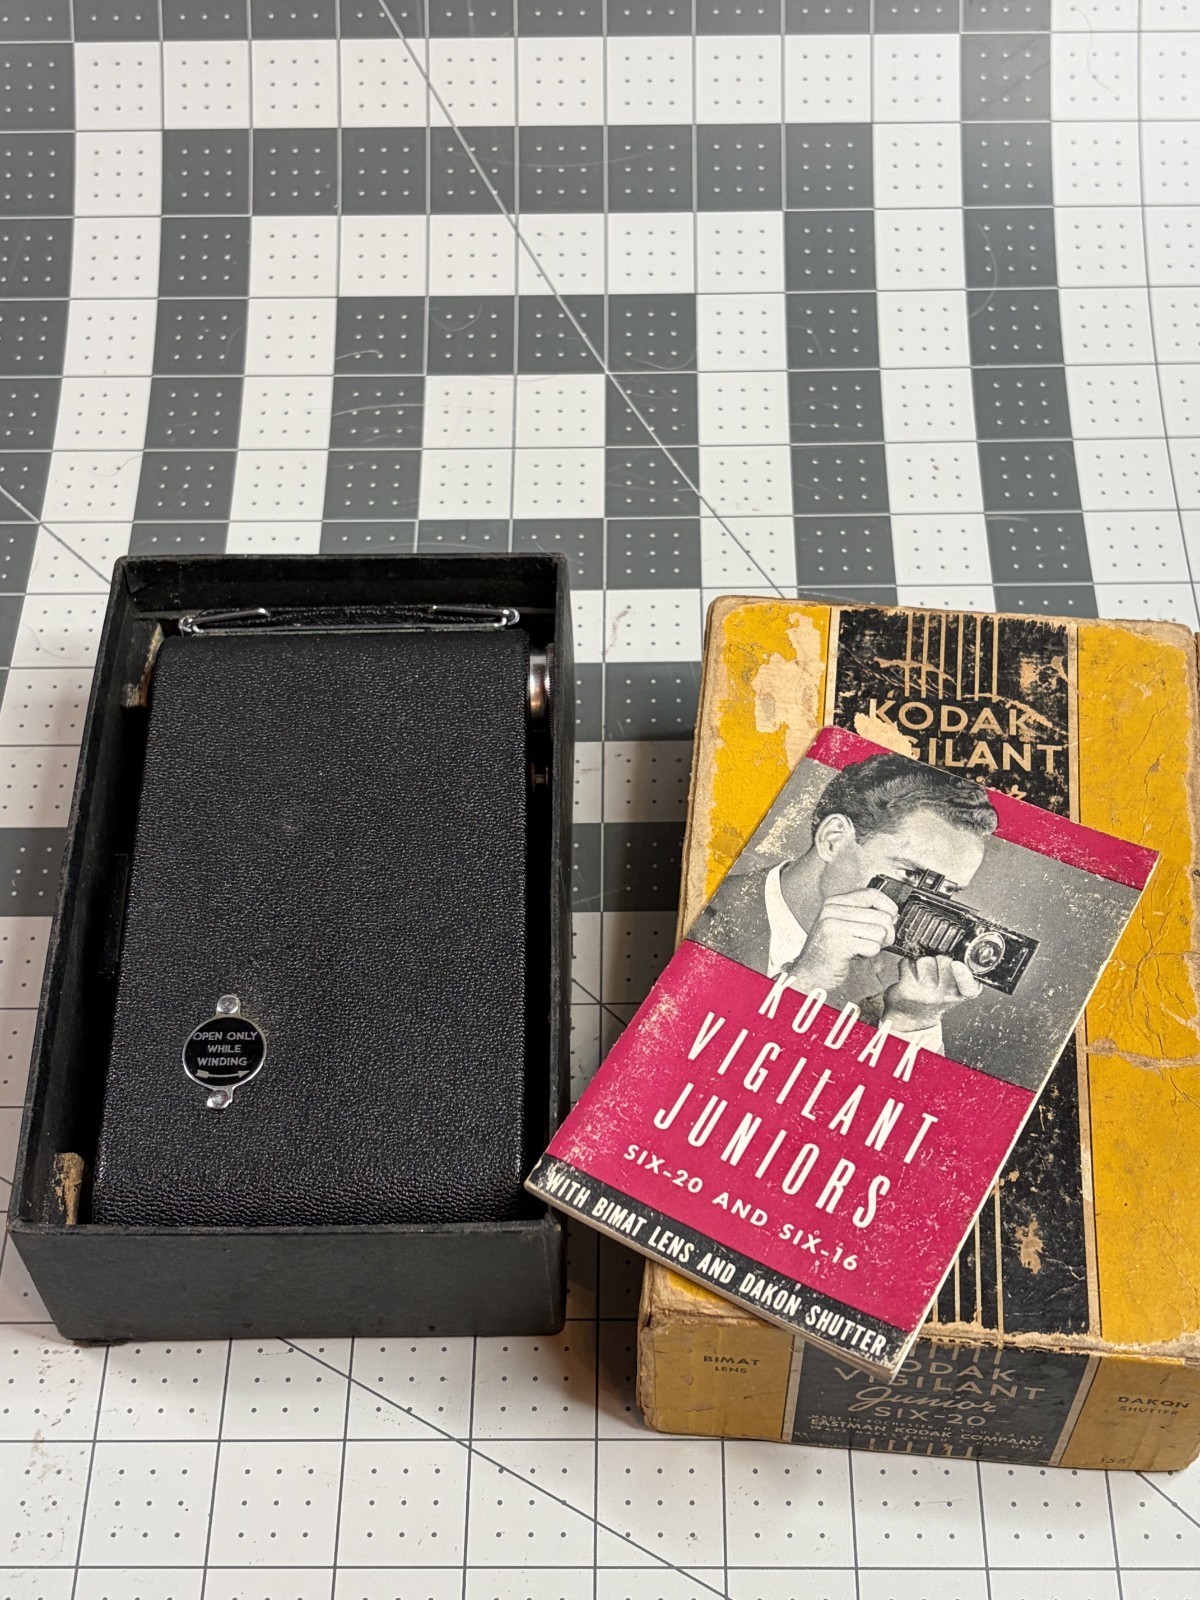 OPEN ONLY
WHILE
WINDING
KODAK
GILANT
KODAK
VIGILANT
JUNIORS
SIX-20 AND SIX-16
WITH BIMAT LENS AND DAKON SHUTTER
BIMAT
LENS
KODAK
VIGILANT
Junior
SIX-20
EASTMAN KODAK COMPANY
DAKON
SHUTTER